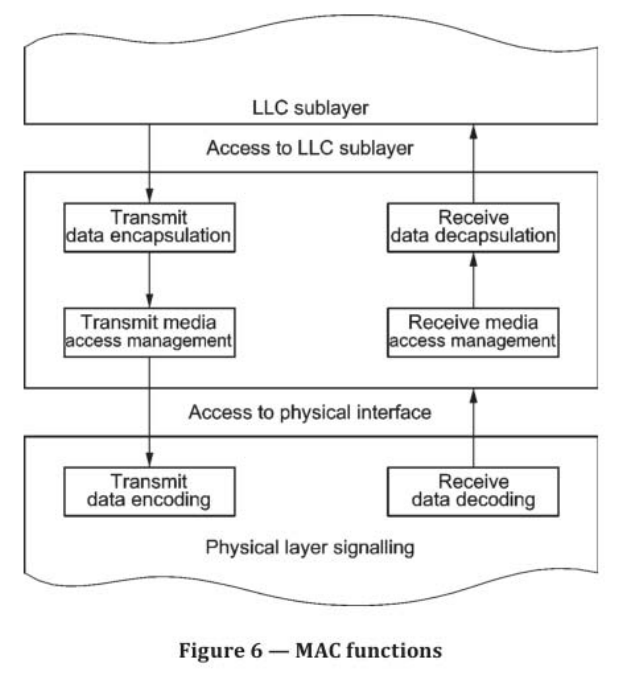 LLC sublayer
Access to LLC sublayer
Transmit
data encapsulation
Receive
data decapsulation
Transmit media
access management
Receive media
access management
Access to physical interface
Transmit
data encoding
Receive
data decoding
Physical layer signalling
Figure 6 — MAC functions